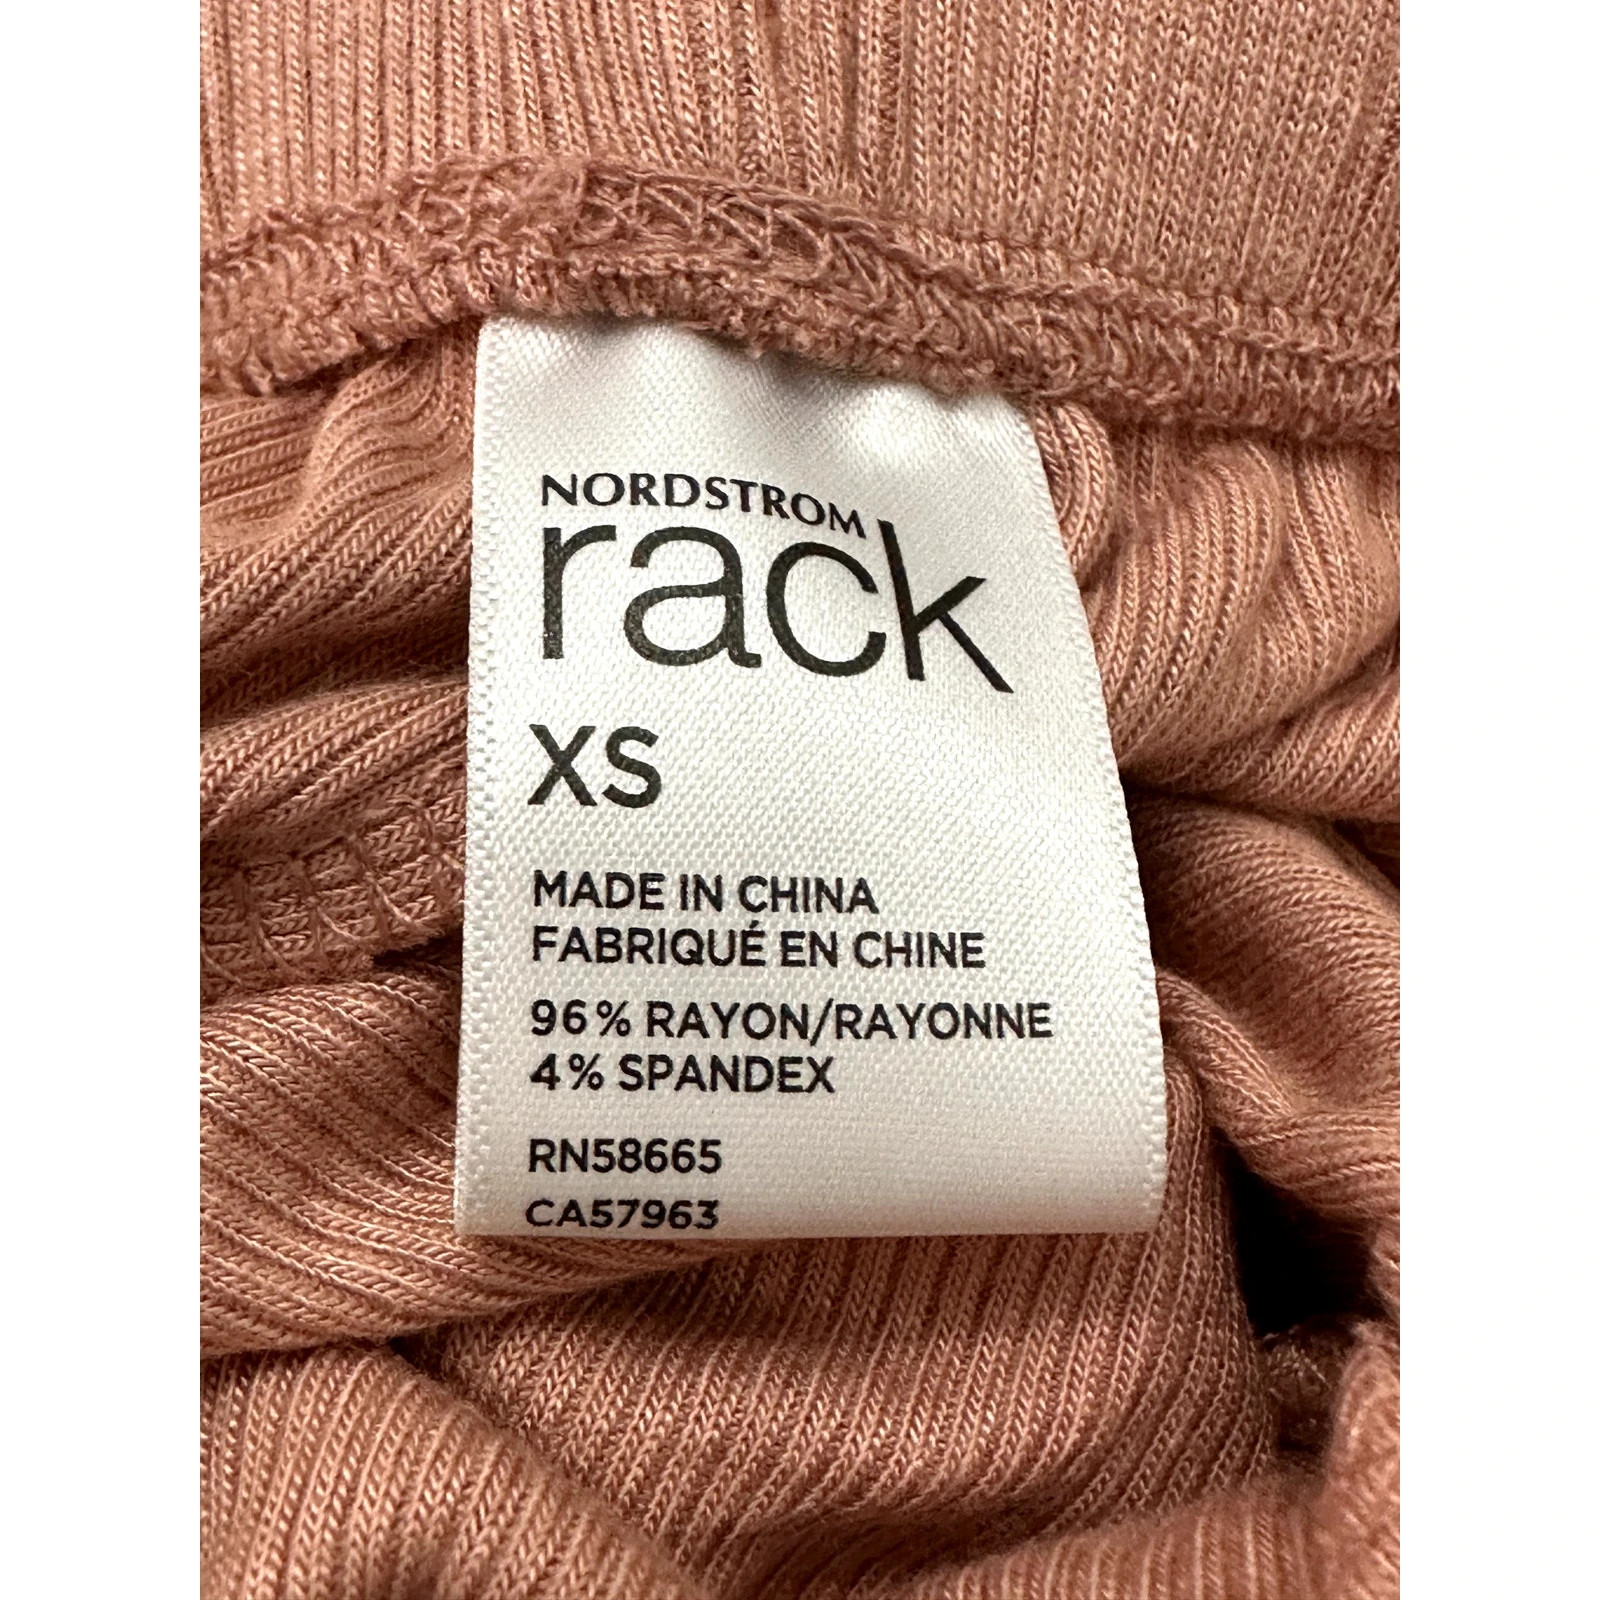 NORDSTROM
rack
XS
MADE IN CHINA
FABRIQUÉ EN CHINE
96% RAYON/RAYONNE
4% SPANDEX
RN58665
CA57963